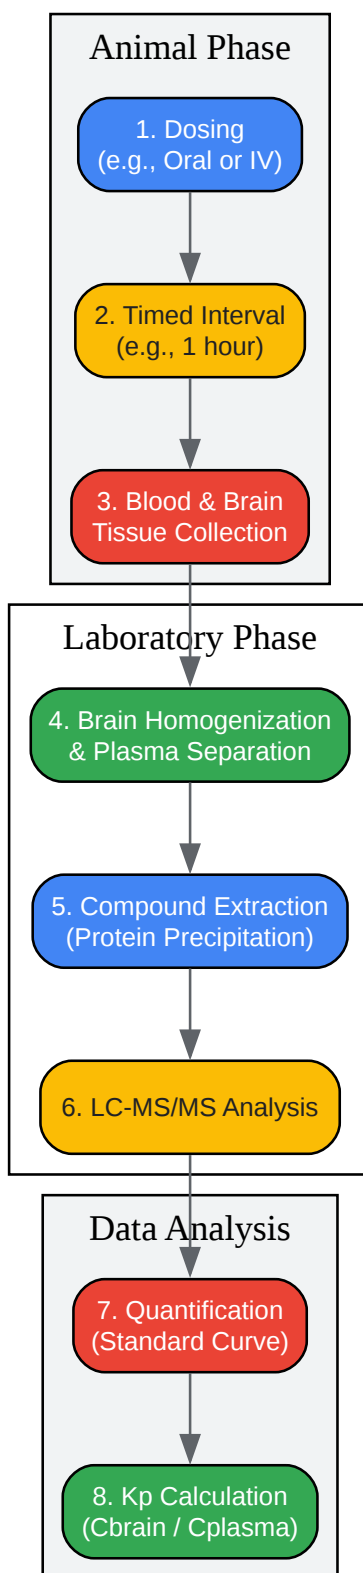 Animal Phase
1. Dosing
(e.g., Oral or IV)
2. Timed Interval
(e.g., 1 hour)
3. Blood & Brain
Tissue Collection
Laboratory Phase
4. Brain Homogenization
& Plasma Separation
5. Compound Extraction
(Protein Precipitation)
6. LC-MS/MS Analysis
Data Analysis
7. Quantification
(Standard Curve)
8. Kp Calculation
(Cbrain / Cplasma)